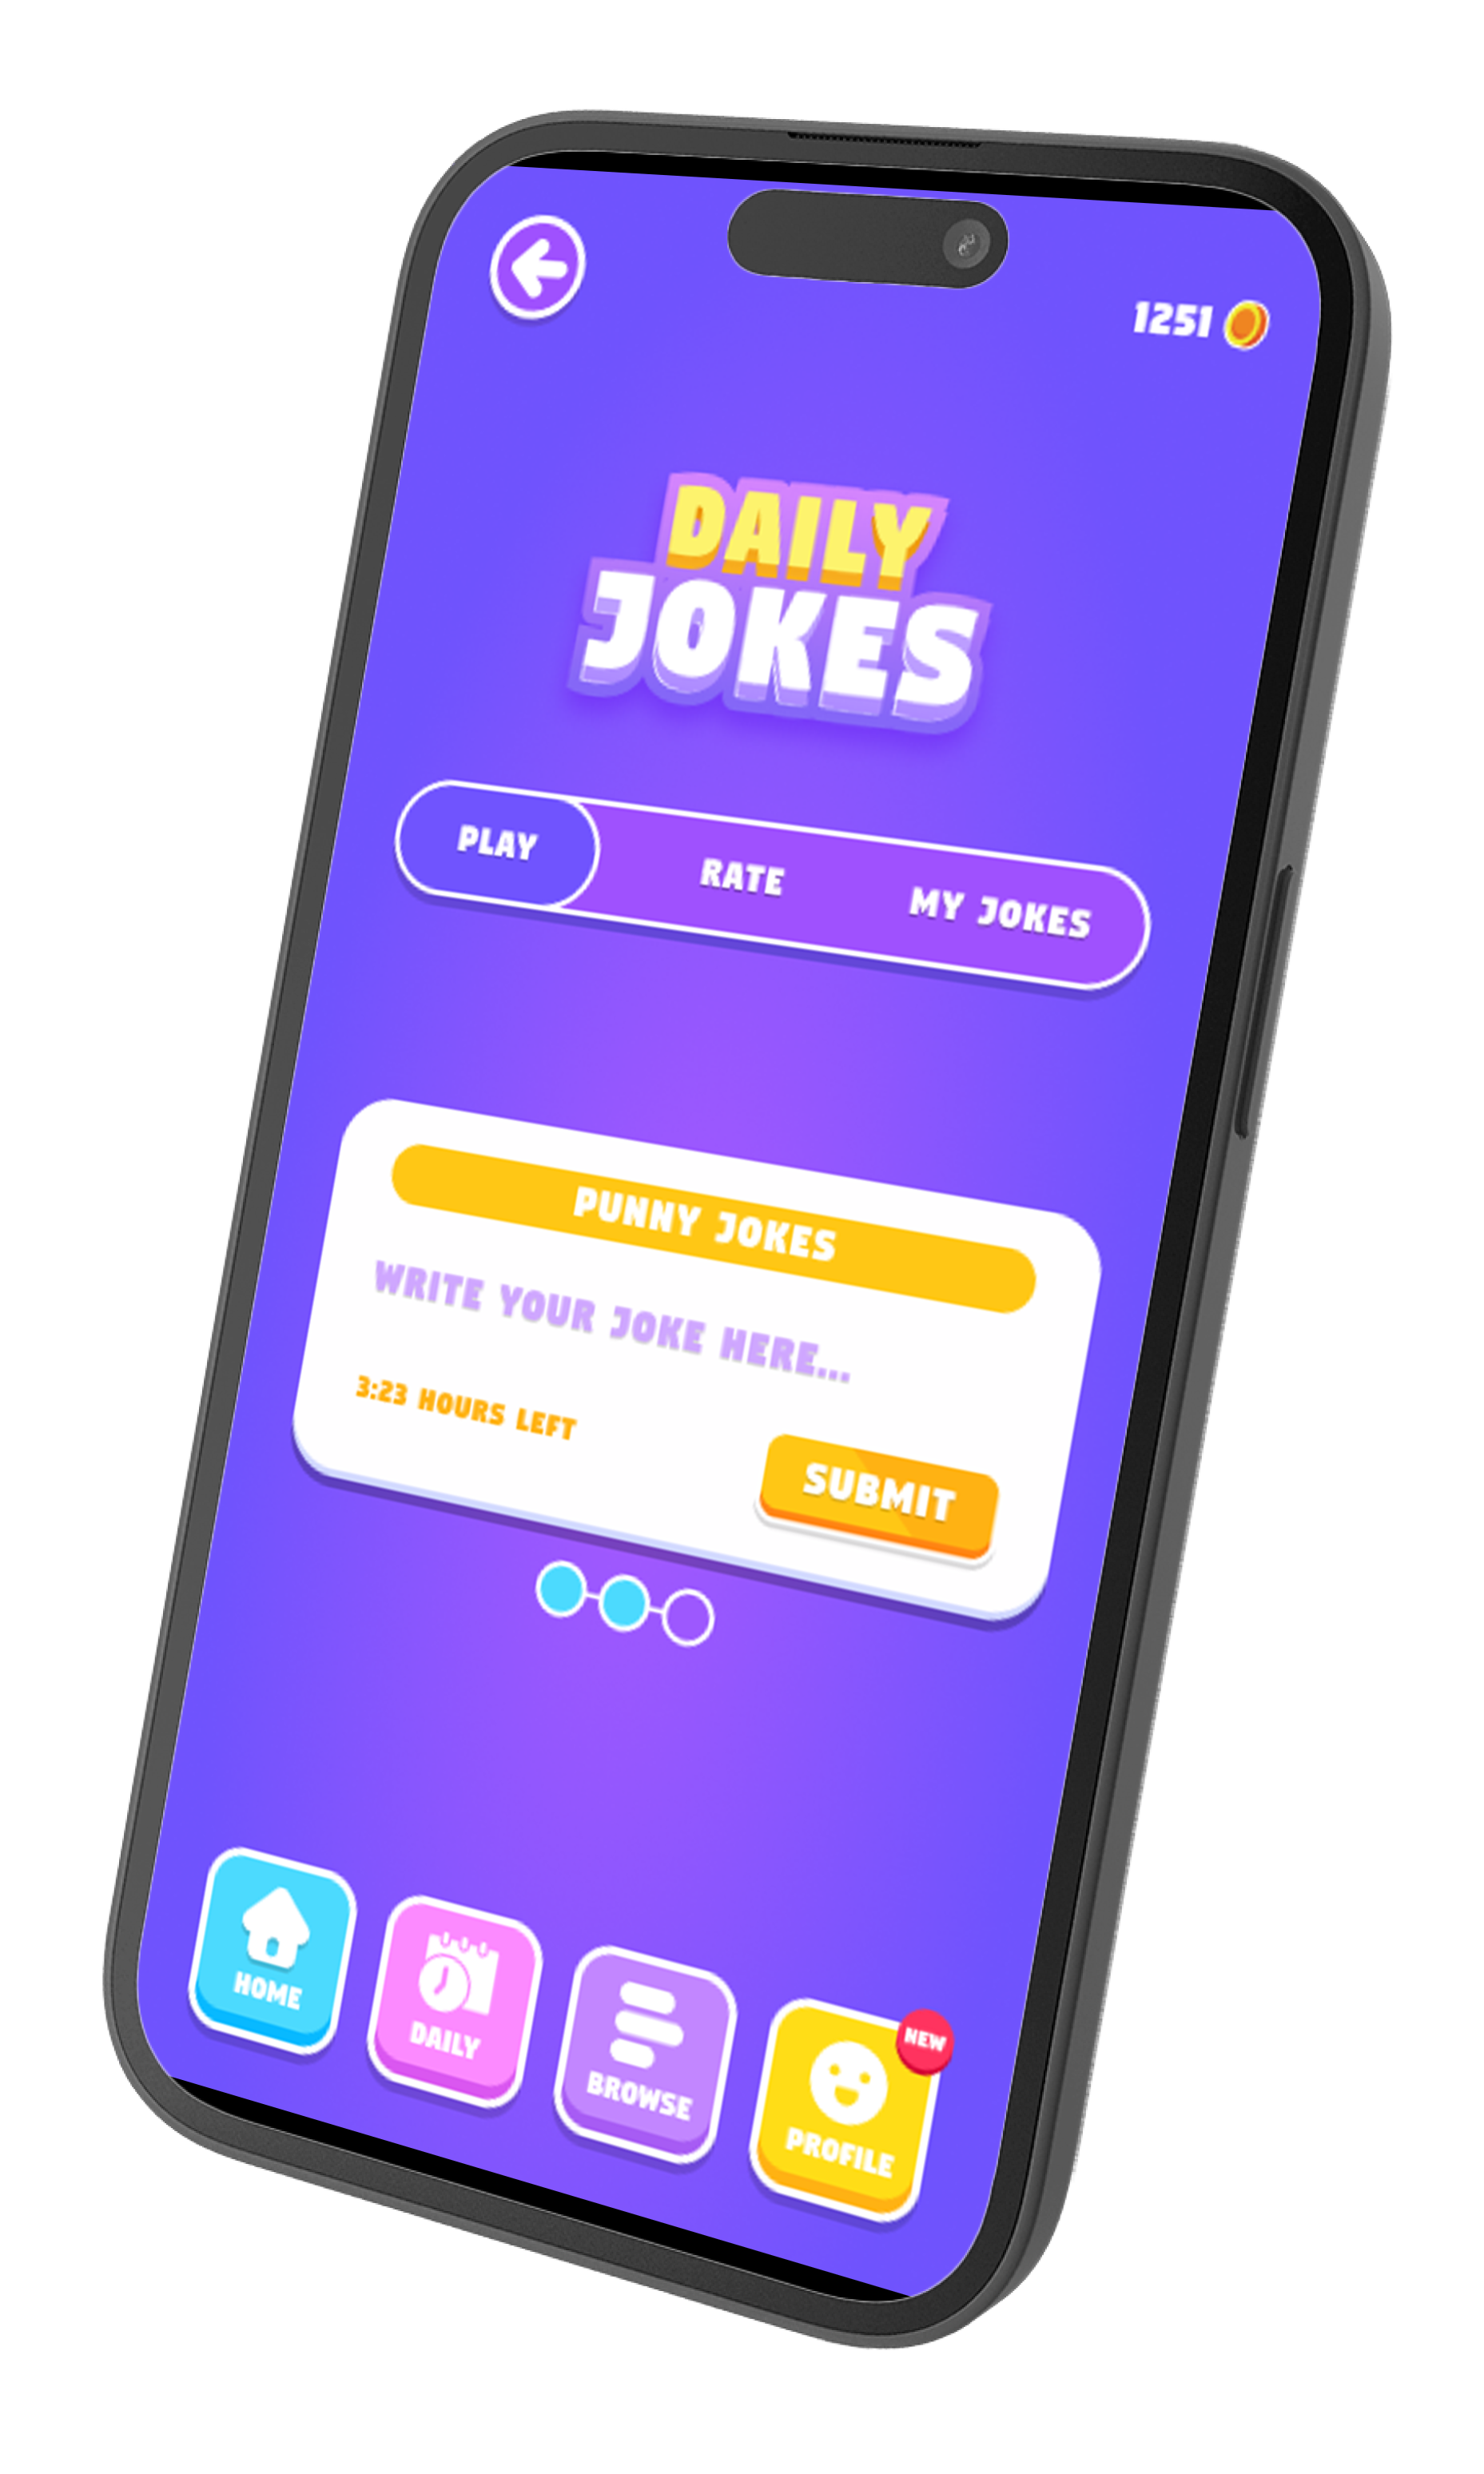 1251
DAILY
JOKES
PLAY
RATE
MY JOKES
PUNNY JOKES
WRITE YOUR JOKE HERE...
3:23 HOURS LEFT
SUBMIT
HOME
DAILY
BROWSE
PROFILE
NEW